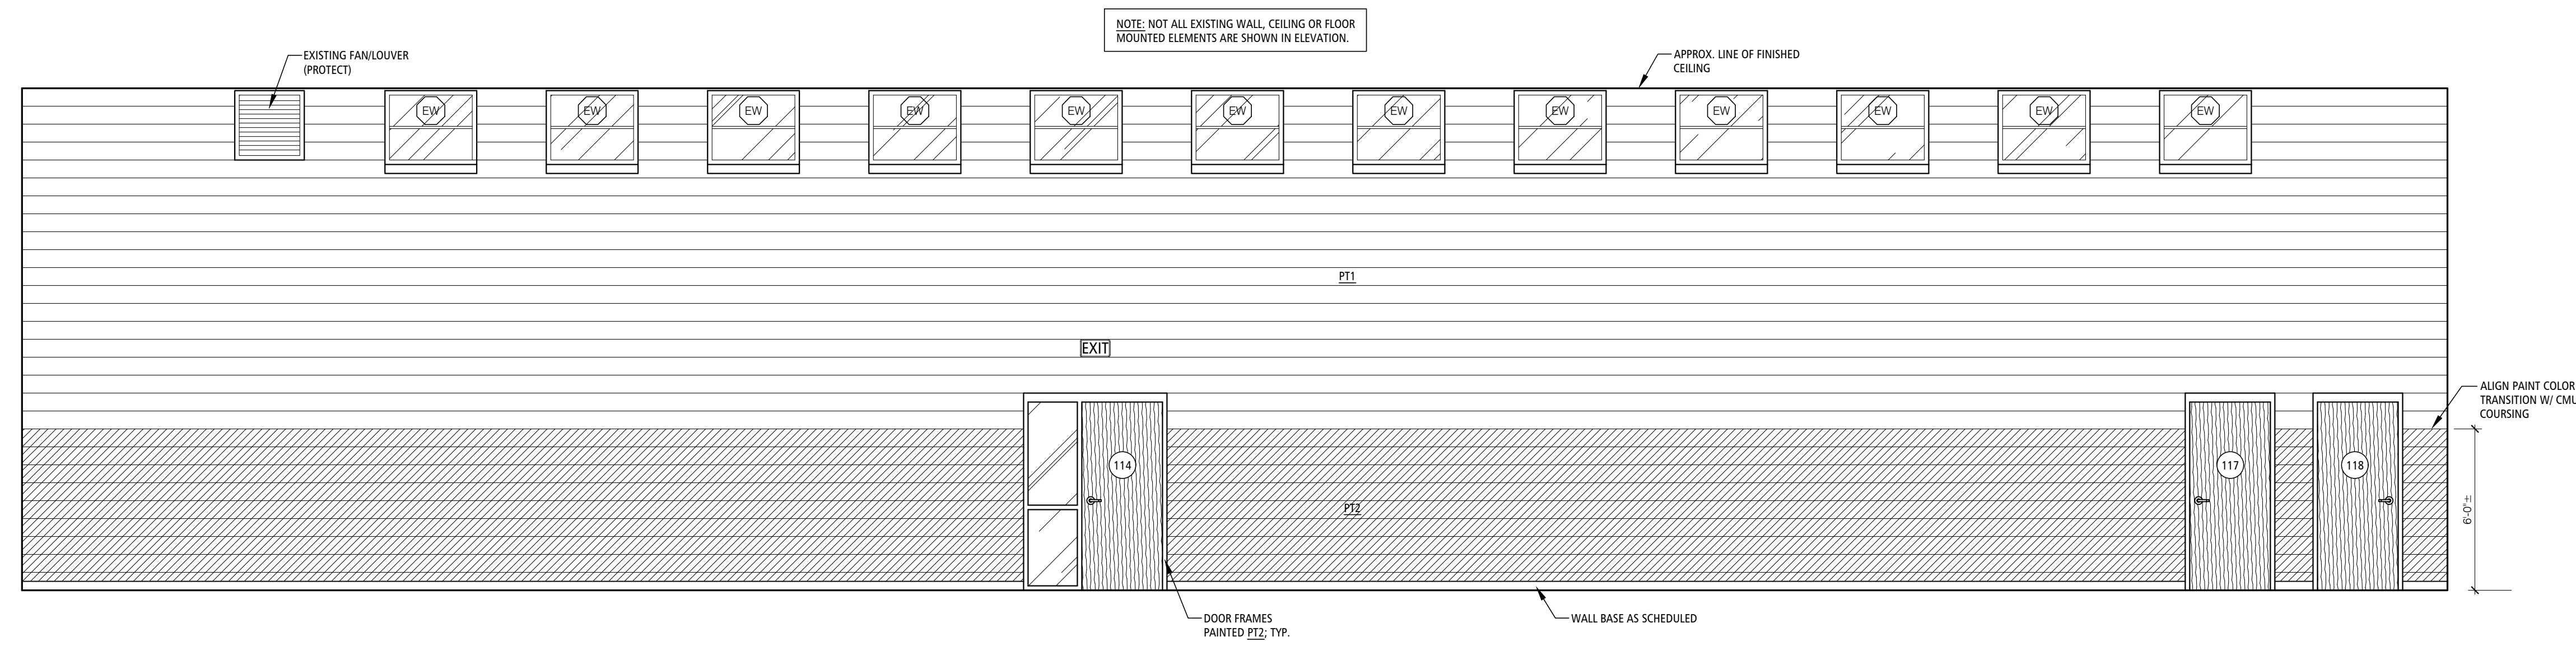 NOTE: NOT ALL EXISTING WALL, CEILING OR FLOOR
MOUNTED ELEMENTS ARE SHOWN IN ELEVATION.
EXISTING FAN/LOUVER
(PROTECT)
APPROX. LINE OF FINISHED
CEILING
EW
EW
EW
EW
EW
EW
EW
EW
EW
EW
EW
EW
PT1
EXIT
ALIGN PAINT COLOR
TRANSITION W/ CMU
COURSING
114
117
118
PT2
6'-0"±
DOOR FRAMES
PAINTED PT2; TYP.
WALL BASE AS SCHEDULED